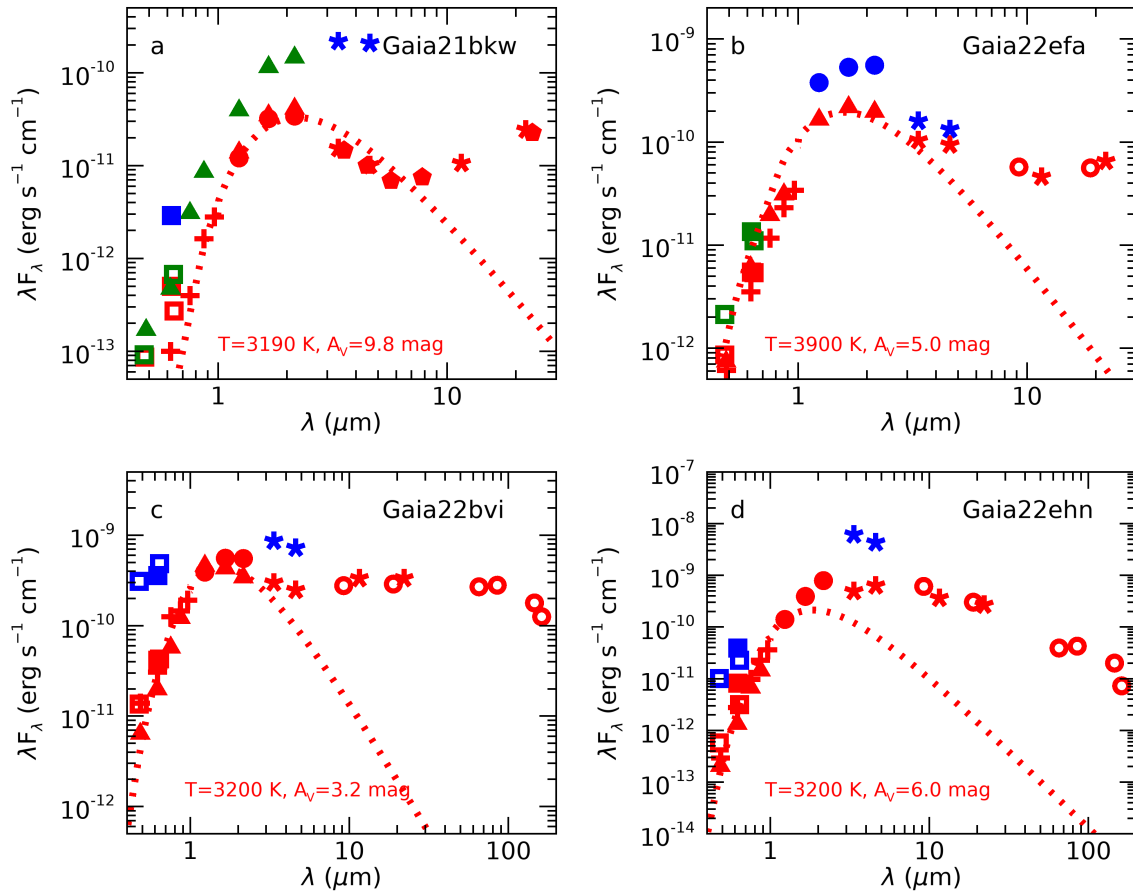 a Gaia21bkw
10⁻¹⁰
10⁻¹¹
10⁻¹²
10⁻¹³
λF_λ (erg s⁻¹ cm⁻¹)
T=3190 K, A_V=9.8 mag
1 10
λ (μm)
b Gaia22efa
10⁻⁹
10⁻¹⁰
10⁻¹¹
10⁻¹²
λF_λ (erg s⁻¹ cm⁻¹)
T=3900 K, A_V=5.0 mag
1 10
λ (μm)
c Gaia22bvi
10⁻⁹
10⁻¹⁰
10⁻¹¹
10⁻¹²
λF_λ (erg s⁻¹ cm⁻¹)
T=3200 K, A_V=3.2 mag
1 10 100
λ (μm)
d Gaia22ehn
10⁻⁷
10⁻⁸
10⁻⁹
10⁻¹⁰
10⁻¹¹
10⁻¹²
10⁻¹³
10⁻¹⁴
λF_λ (erg s⁻¹ cm⁻¹)
T=3200 K, A_V=6.0 mag
1 10 100
λ (μm)